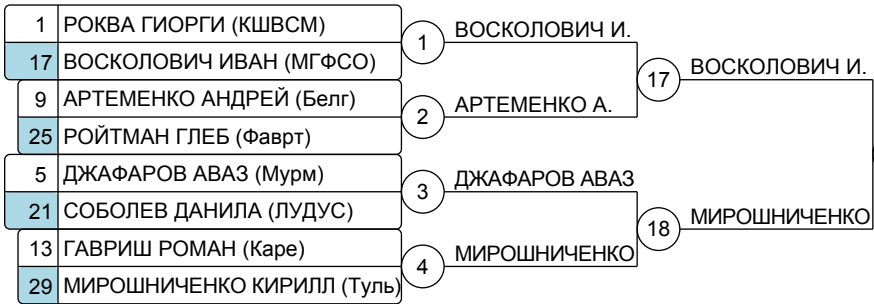 1 РОКВА ГИОРГИ (КШВСМ)
17 ВОСКОЛОВИЧ ИВАН (МГФСО)
1 ВОСКОЛОВИЧ И.
9 АРТЕМЕНКО АНДРЕЙ (Белг)
25 РОЙТМАН ГЛЕБ (Фаврт)
2 АРТЕМЕНКО А.
17 ВОСКОЛОВИЧ И.
5 ДЖАФАРОВ АВАЗ (Мурм)
21 СОБОЛЕВ ДАНИЛА (ЛУДУС)
3 ДЖАФАРОВ АВАЗ
13 ГАВРИШ РОМАН (Каре)
29 МИРОШНИЧЕНКО КИРИЛЛ (Туль)
4 МИРОШНИЧЕНКО
18 МИРОШНИЧЕНКО